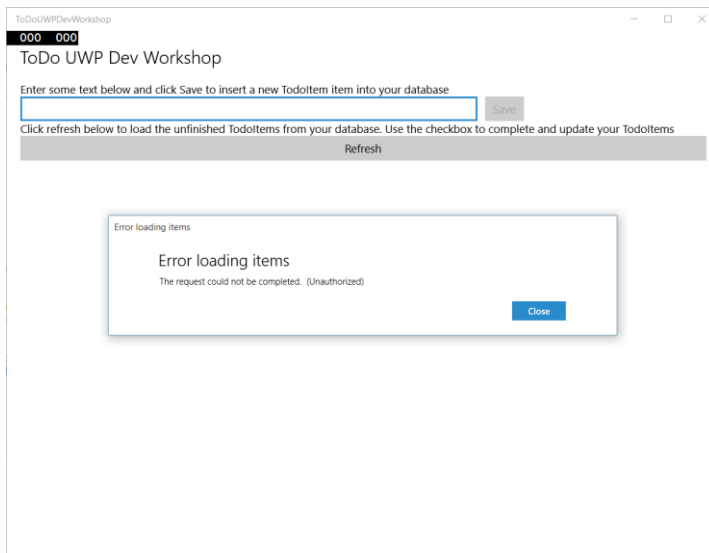 ToDoUWPDevWorkshop
000 000
ToDo UWP Dev Workshop
Enter some text below and click Save to insert a new TodoItem item into your database
Save
Click refresh below to load the unfinished TodoItems from your database. Use the checkbox to complete and update your TodoItems
Refresh
Error loading items
Error loading items
The request could not be completed. (Unauthorized)
Close